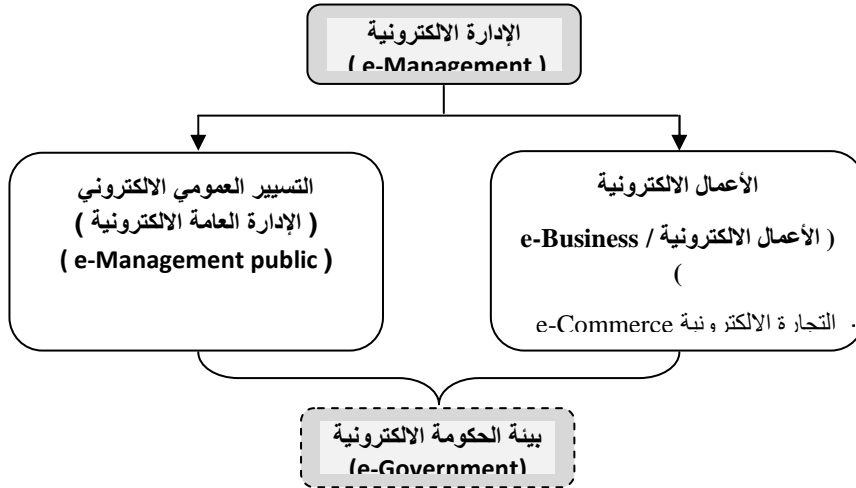 الإدارة الالكترونية
( e-Management )
الأعمال الالكترونية
( الأعمال الالكترونية / e-Business
)
- التجارة الالكترونية e-Commerce
التسيير العمومي الالكتروني
( الإدارة العامة الالكترونية )
( e-Management public )
بيئة الحكومة الالكترونية
(e-Government)